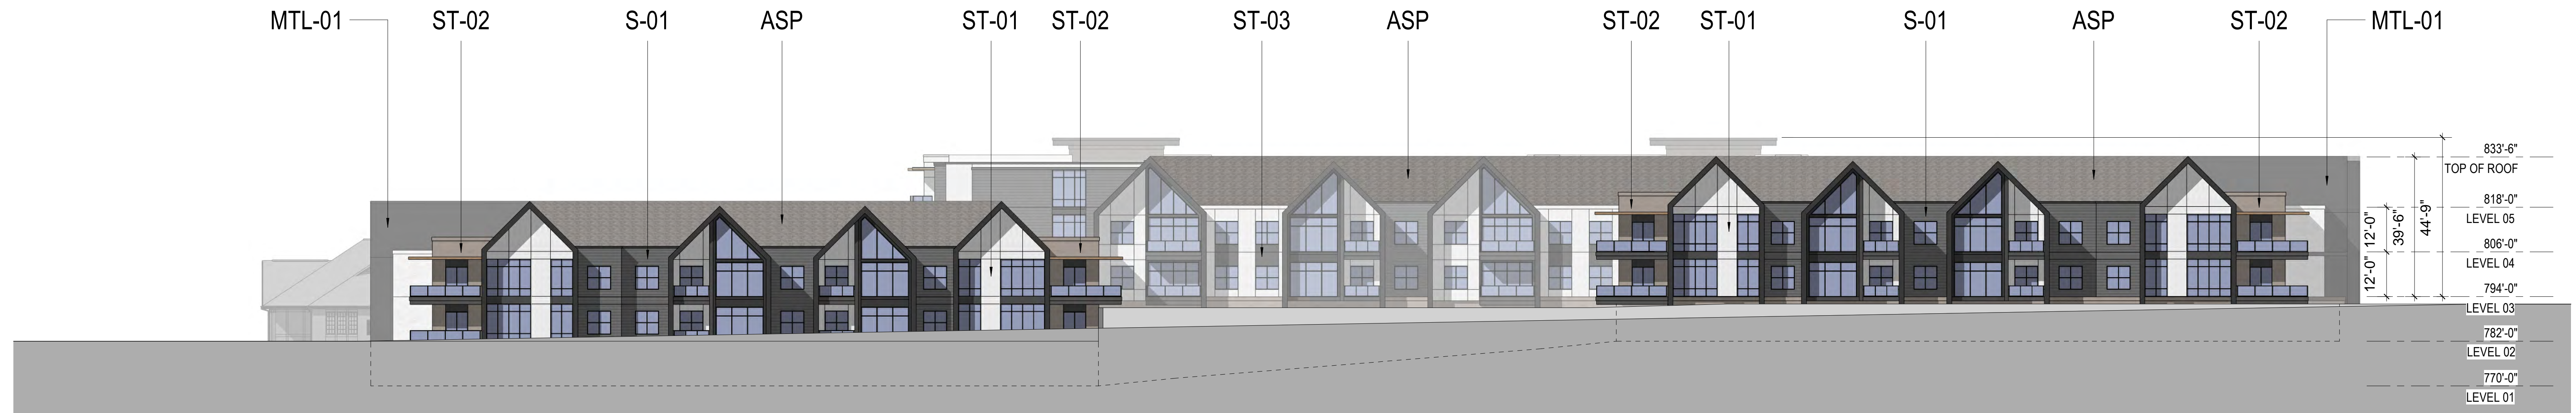 MTL-01 ST-02 S-01 ASP ST-01 ST-02 ST-03 ASP ST-02 ST-01 S-01 ASP ST-02 MTL-01
833'-6"
TOP OF ROOF
818'-0"
LEVEL 05
806'-0"
LEVEL 04
794'-0"
LEVEL 03
782'-0"
LEVEL 02
770'-0"
LEVEL 01
12'-0"
12'-0"
39'-6"
44'-9"